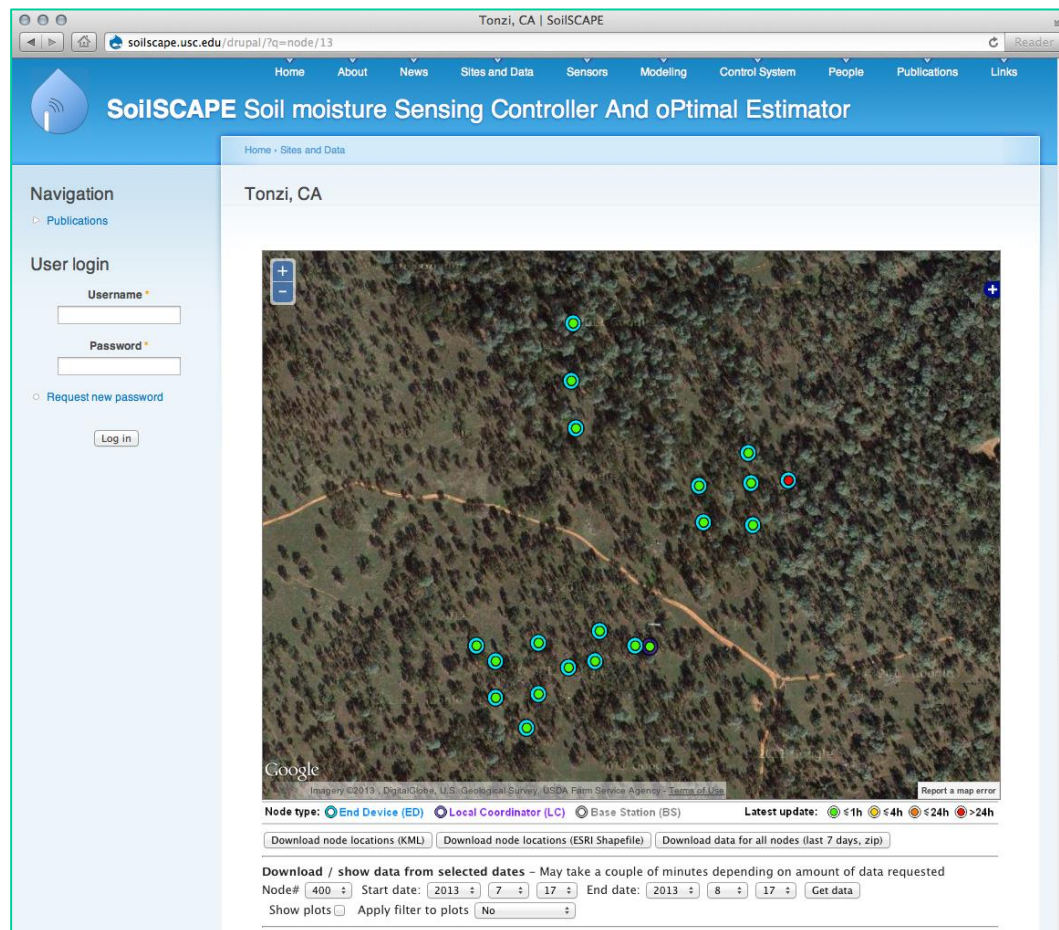 Tonzi, CA | SoilSCAPE
soilscape.usc.edu/drupal/?q=node/13
Reader
Home About News Sites and Data Sensors Modeling Control System People Publications Links
SoilSCAPE Soil moisture Sensing Controller And oPtimal Estimator
Home › Sites and Data
Navigation
Publications
User login
Username *
Password *
Request new password
Log in
Tonzi, CA
+
−
+
Google
Imagery ©2013 , DigitalGlobe, U.S. Geological Survey, USDA Farm Service Agency - Terms of Use
Report a map error
Node type: End Device (ED) Local Coordinator (LC) Base Station (BS) Latest update: ≤1h ≤4h ≤24h >24h
Download node locations (KML) Download node locations (ESRI Shapefile) Download data for all nodes (last 7 days, zip)
Download / show data from selected dates – May take a couple of minutes depending on amount of data requested
Node# 400 Start date: 2013 7 17 End date: 2013 8 17 Get data
Show plots Apply filter to plots No